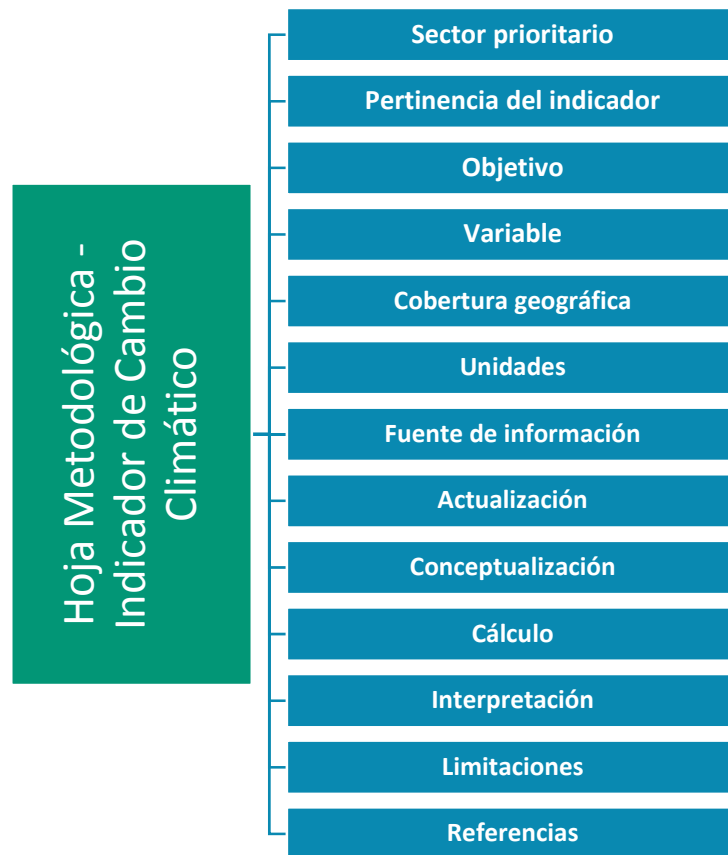 Hoja Metodológica -
Indicador de Cambio
Climático
Sector prioritario
Pertinencia del indicador
Objetivo
Variable
Cobertura geográfica
Unidades
Fuente de información
Actualización
Conceptualización
Cálculo
Interpretación
Limitaciones
Referencias